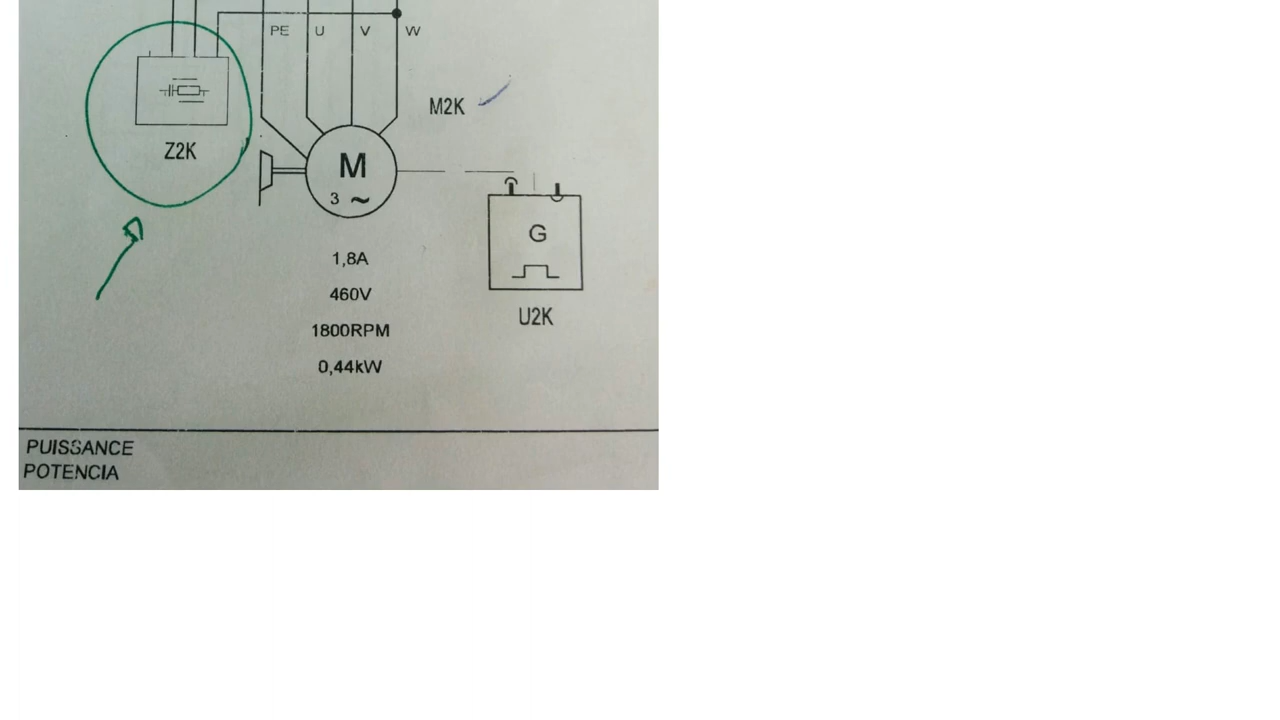 PE U V W
M2K
Z2K
M
3 ~
G
1,8A
460V
U2K
1800RPM
0,44kW
PUISSANCE
POTENCIA